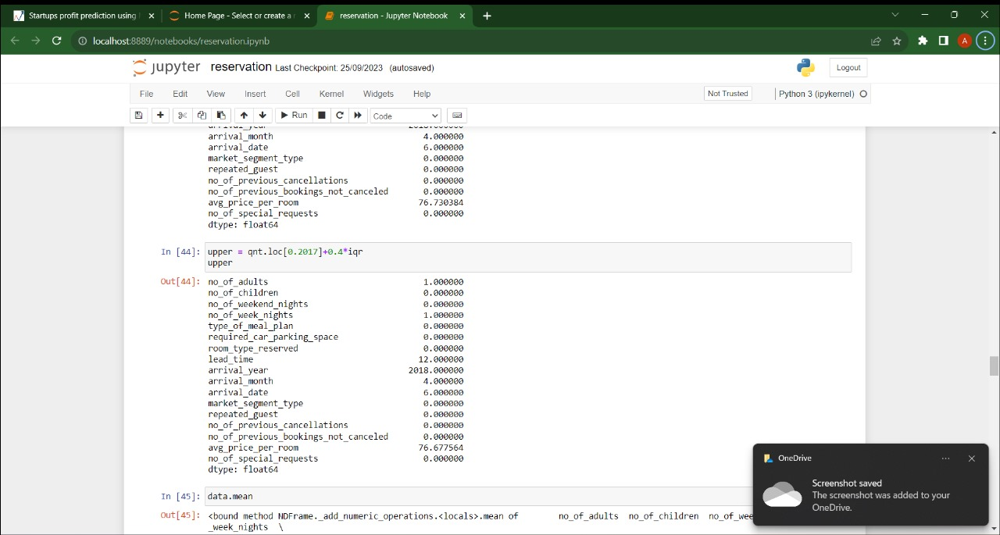 Startups profit prediction using
Home Page - Select or create a
reservation - Jupyter Notebook
localhost:8889/notebooks/reservation.ipynb
A
jupyter reservation Last Checkpoint: 25/09/2023 (autosaved)
Logout
File Edit View Insert Cell Kernel Widgets Help
Not Trusted
Python 3 (ipykernel)
Run
Code
arrival_month 4.000000
arrival_date 6.000000
market_segment_type 0.000000
repeated_guest 0.000000
no_of_previous_cancellations 0.000000
no_of_previous_bookings_not_canceled 0.000000
avg_price_per_room 76.730384
no_of_special_requests 0.000000
dtype: float64
In [44]: upper = qnt.loc[0.2017]+0.4*iqr
upper
Out[44]: no_of_adults 1.000000
no_of_children 0.000000
no_of_weekend_nights 0.000000
no_of_week_nights 1.000000
type_of_meal_plan 0.000000
required_car_parking_space 0.000000
room_type_reserved 0.000000
lead_time 12.000000
arrival_year 2018.000000
arrival_month 4.000000
arrival_date 6.000000
market_segment_type 0.000000
repeated_guest 0.000000
no_of_previous_cancellations 0.000000
no_of_previous_bookings_not_canceled 0.000000
avg_price_per_room 76.677564
no_of_special_requests 0.000000
dtype: float64
In [45]: data.mean
Out[45]: <bound method NDFrame._add_numeric_operations.<locals>.mean of no_of_adults no_of_children no_of_wee
_week_nights \
OneDrive
Screenshot saved
The screenshot was added to your
OneDrive.